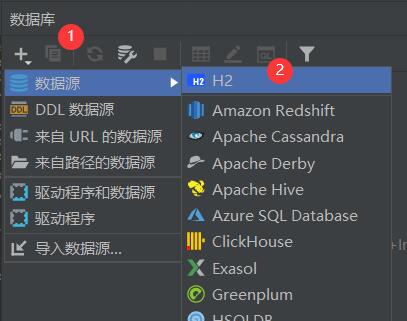 数据库
1
数据源
DDL 数据源
来自 URL 的数据源
来自路径的数据源
驱动程序和数据源
驱动程序
导入数据源...
2
H2
Amazon Redshift
Apache Cassandra
Apache Derby
Apache Hive
Azure SQL Database
ClickHouse
Exasol
Greenplum
HSQLDB